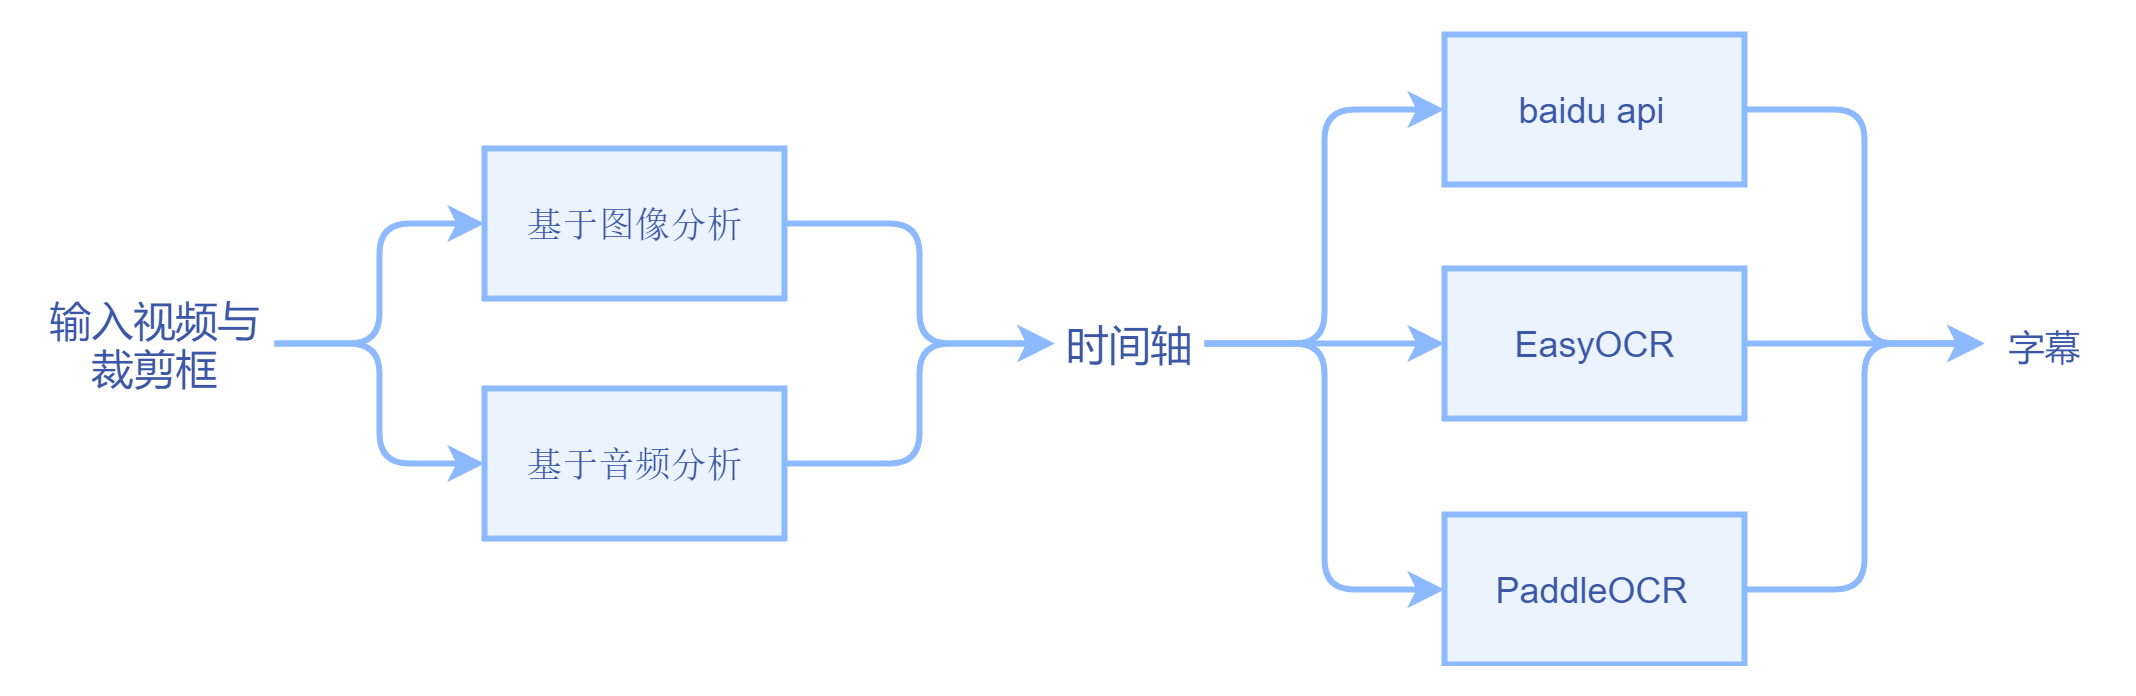 输入视频与
裁剪框
基于图像分析
基于音频分析
时间轴
baidu api
EasyOCR
PaddleOCR
字幕